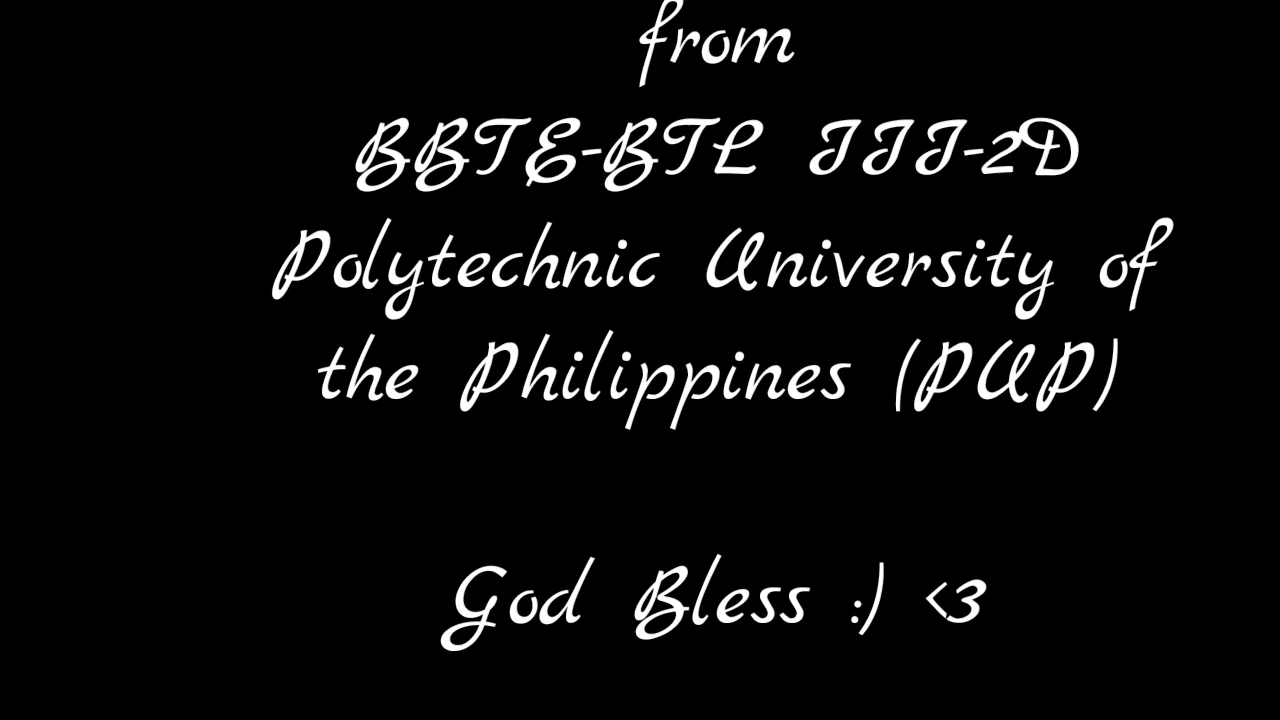 from
BBTE-BTL III-2D
Polytechnic University of
the Philippines (PUP)
God Bless :) <3